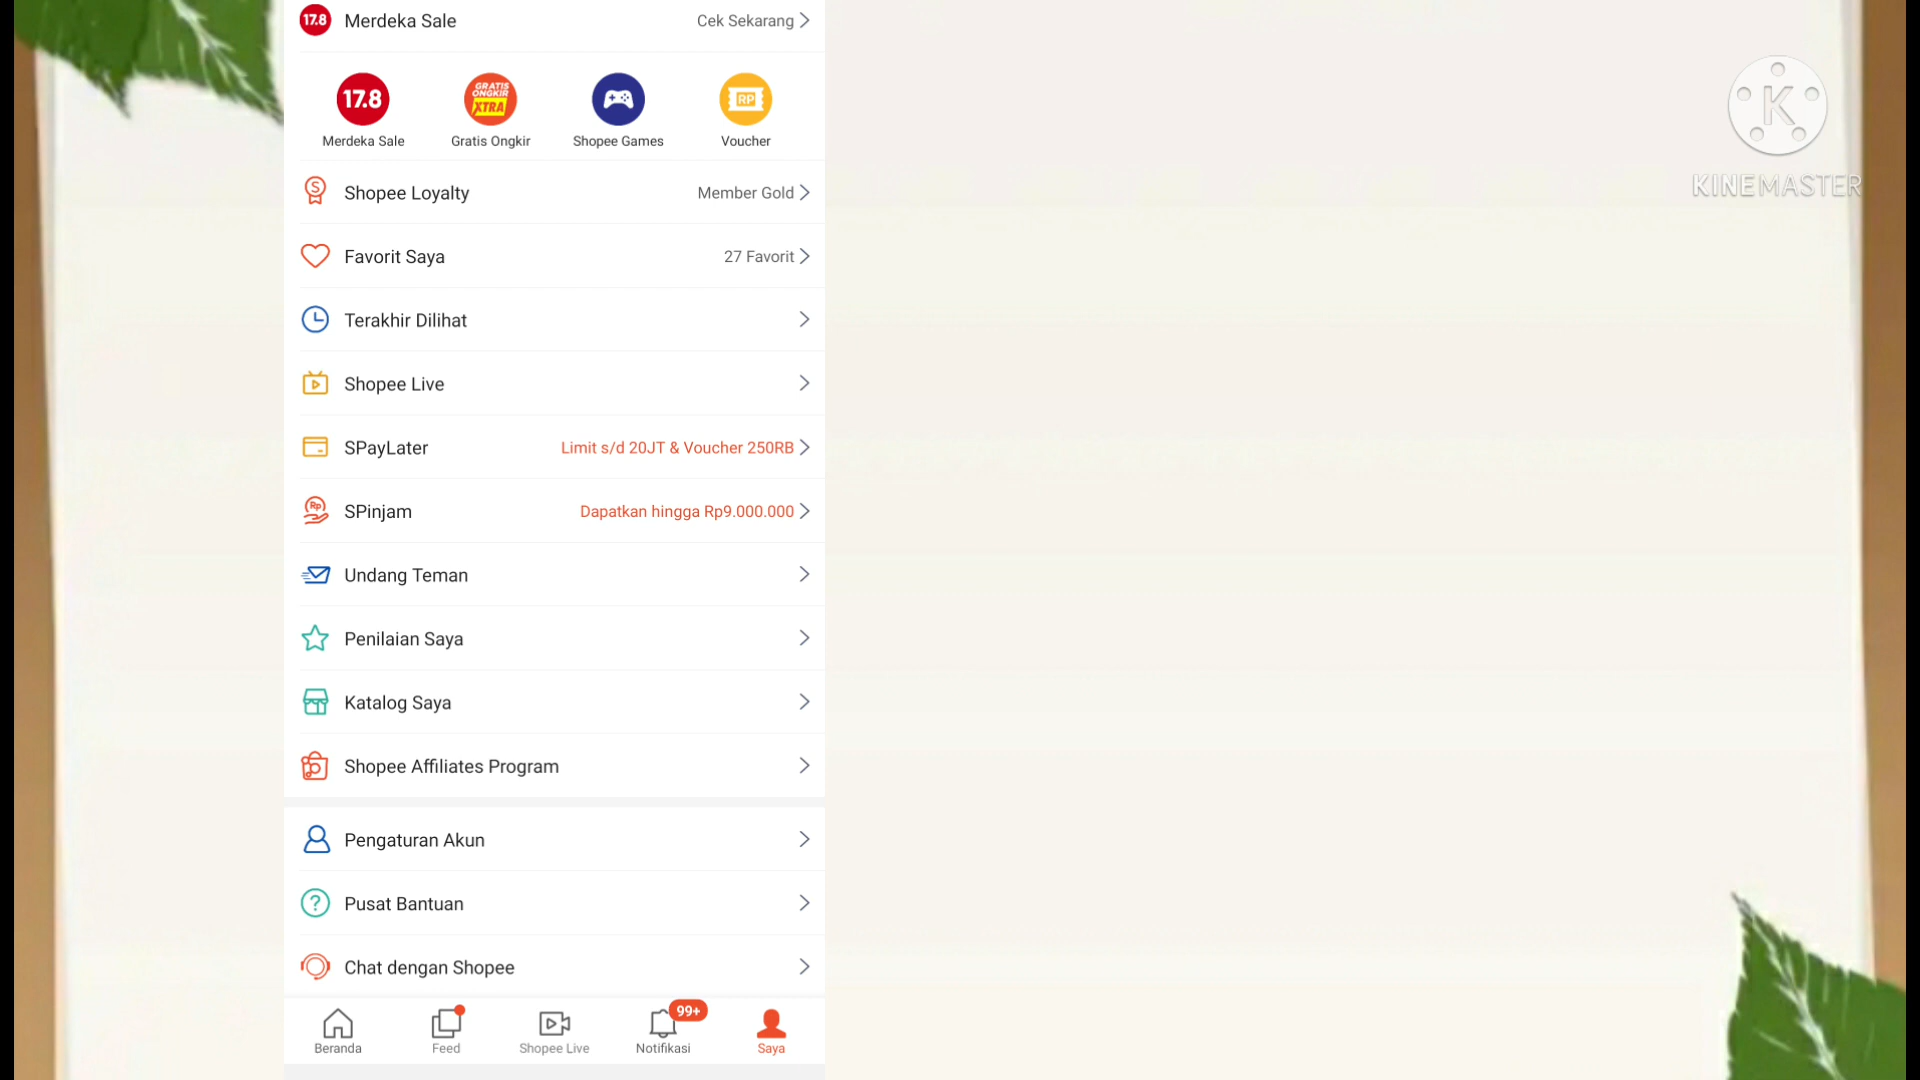 17.8 Merdeka Sale Cek Sekarang
17.8 GRATIS ONGKIR XTRA RP
Merdeka Sale Gratis Ongkir Shopee Games Voucher
Shopee Loyalty Member Gold
Favorit Saya 27 Favorit
Terakhir Dilihat
Shopee Live
SPayLater Limit s/d 20JT & Voucher 250RB
Rp SPinjam Dapatkan hingga Rp9.000.000
Undang Teman
Penilaian Saya
Katalog Saya
Shopee Affiliates Program
Pengaturan Akun
? Pusat Bantuan
Chat dengan Shopee
99+
Beranda Feed Shopee Live Notifikasi Saya
K
KINEMASTER